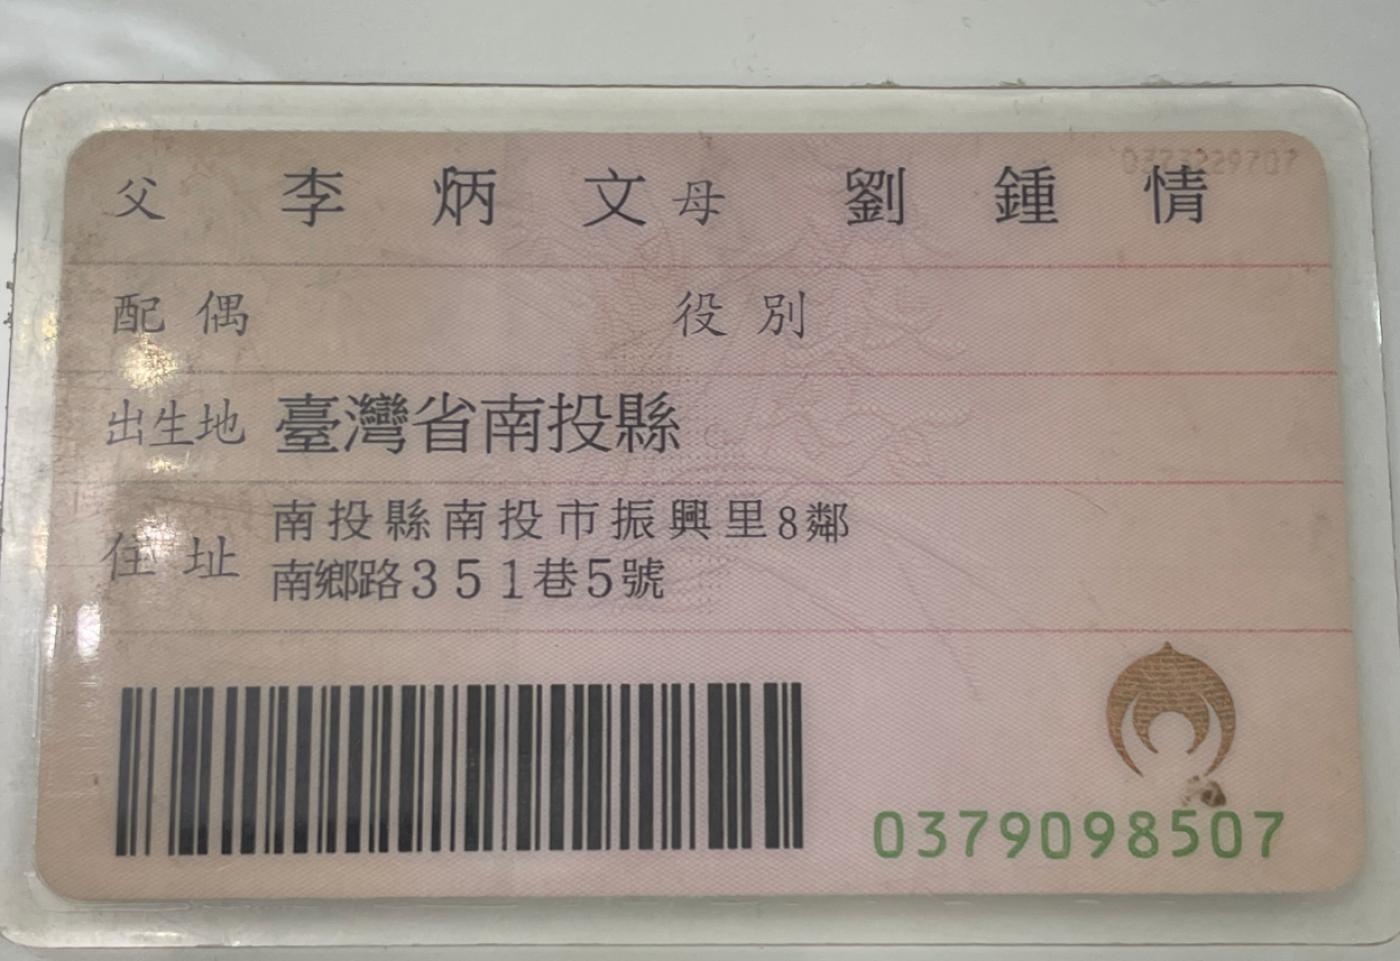 父 李炳文 母 劉鍾情
配偶 役別
出生地 臺灣省南投縣
住址 南投縣南投市振興里8鄰
南鄉路351巷5號
0379098507